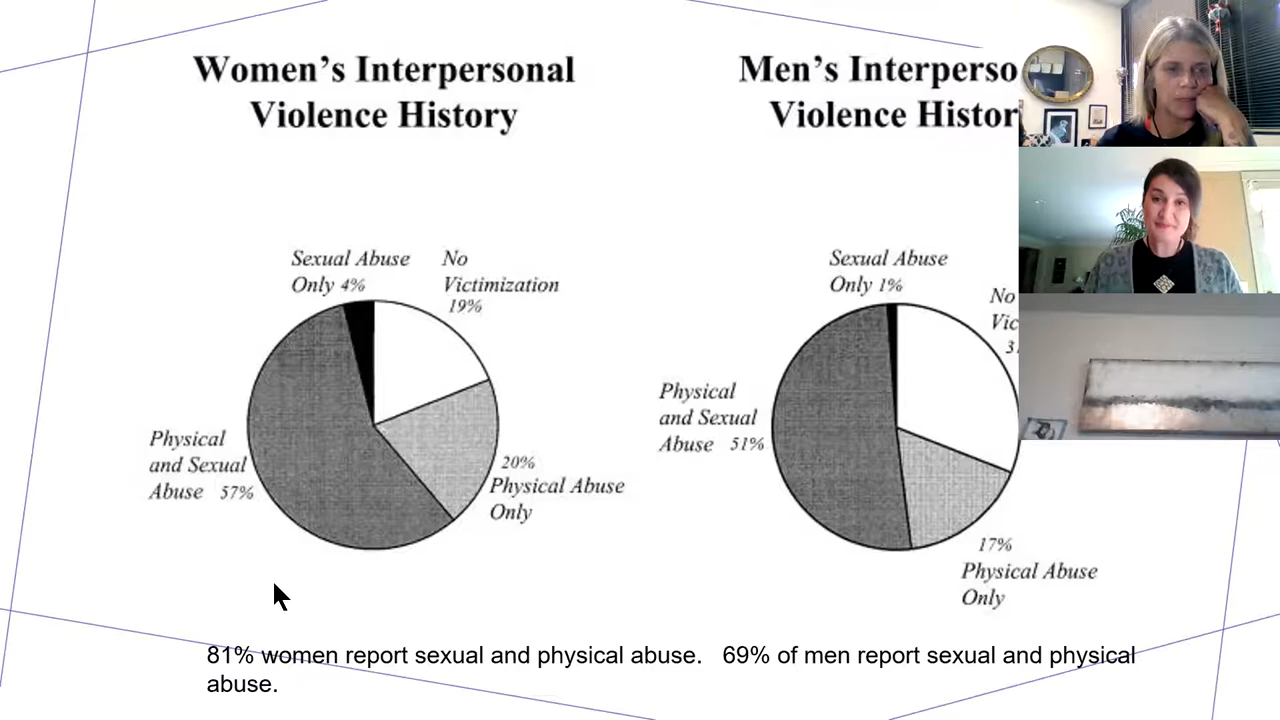 Women's Interpersonal
Violence History
Men's Interperso
Violence Histor
Sexual Abuse
Only 4%
No
Victimization
19%
Physical
and Sexual
Abuse 57%
20%
Physical Abuse
Only
Sexual Abuse
Only 1%
No
Vic
3
Physical
and Sexual
Abuse 51%
17%
Physical Abuse
Only
81% women report sexual and physical abuse. 69% of men report sexual and physical
abuse.